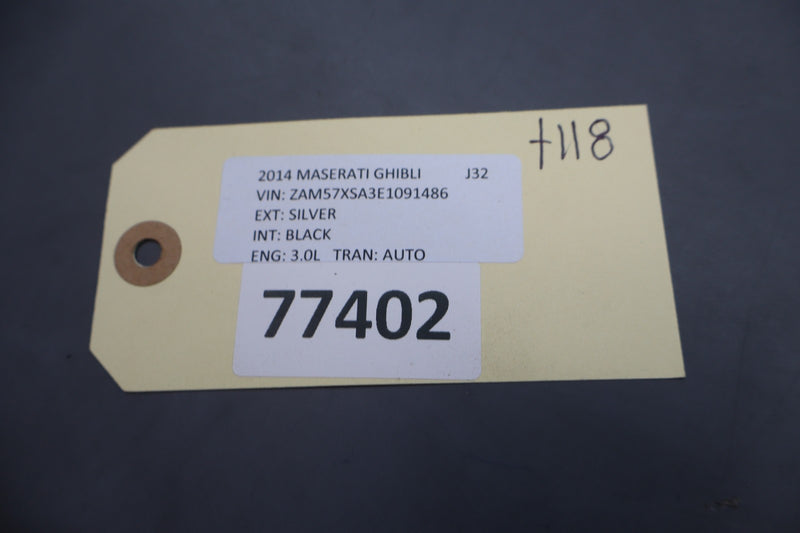 +118
2014 MASERATI GHIBLI J32
VIN: ZAM57XSA3E1091486
EXT: SILVER
INT: BLACK
ENG: 3.0L TRAN: AUTO
77402